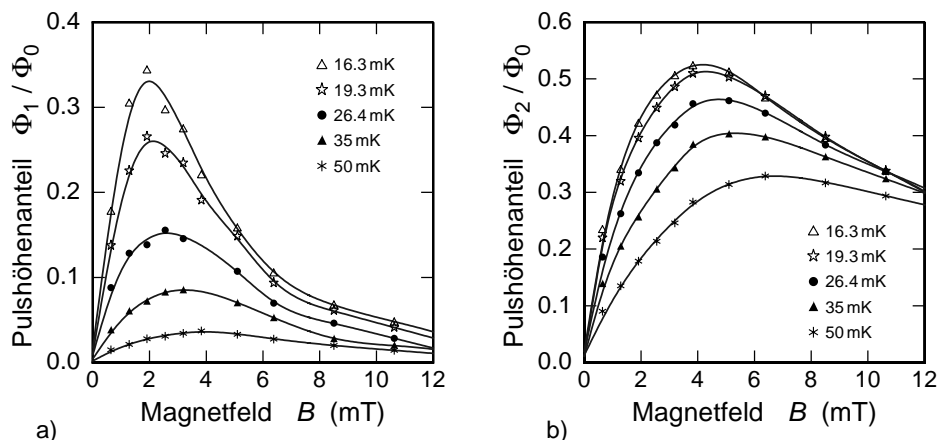 0.4
0.3
0.2
0.1
0.0
Pulshöhenanteil Φ1 / Φ0
△ 16.3 mK
☆ 19.3 mK
● 26.4 mK
▲ 35 mK
✳ 50 mK
0 2 4 6 8 10 12
Magnetfeld B (mT)
a)
0.6
0.5
0.4
0.3
0.2
0.1
0.0
Pulshöhenanteil Φ2 / Φ0
△ 16.3 mK
☆ 19.3 mK
● 26.4 mK
▲ 35 mK
✳ 50 mK
0 2 4 6 8 10 12
Magnetfeld B (mT)
b)